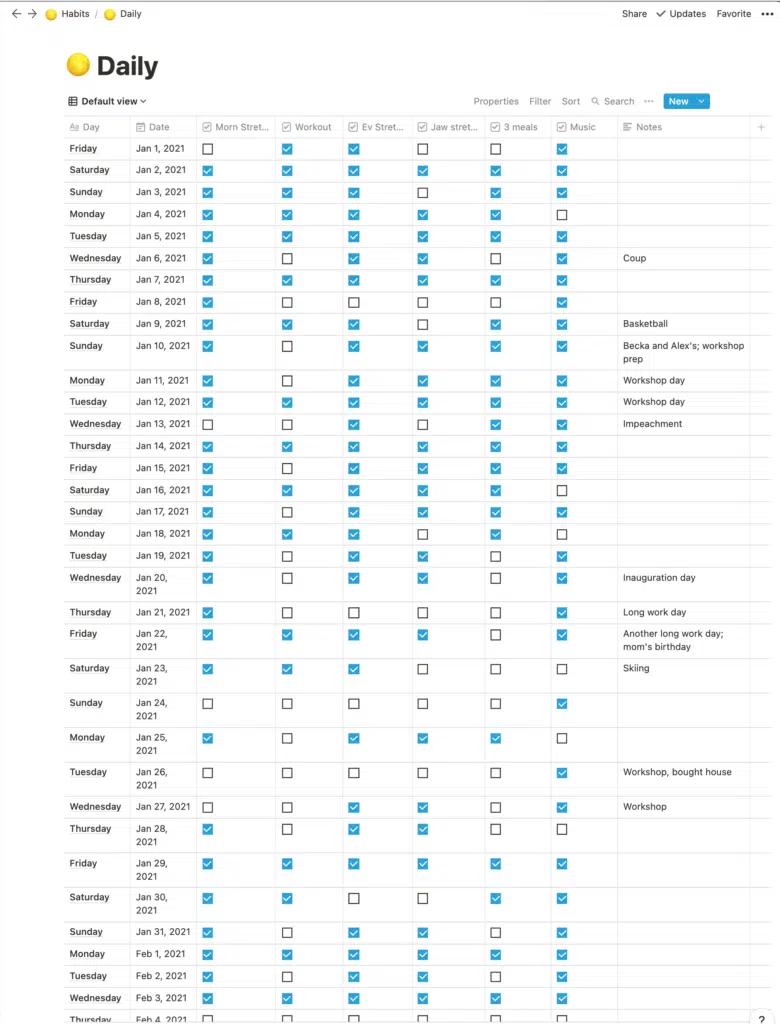 Habits / Daily
Share Updates Favorite •••
Daily
Default view
Properties Filter Sort Search ••• New
Day Date Morn Stret... Workout Ev Stret... Jaw stret... 3 meals Music Notes +
Friday Jan 1, 2021
Saturday Jan 2, 2021
Sunday Jan 3, 2021
Monday Jan 4, 2021
Tuesday Jan 5, 2021
Wednesday Jan 6, 2021 Coup
Thursday Jan 7, 2021
Friday Jan 8, 2021
Saturday Jan 9, 2021 Basketball
Sunday Jan 10, 2021 Becka and Alex's; workshop
prep
Monday Jan 11, 2021 Workshop day
Tuesday Jan 12, 2021 Workshop day
Wednesday Jan 13, 2021 Impeachment
Thursday Jan 14, 2021
Friday Jan 15, 2021
Saturday Jan 16, 2021
Sunday Jan 17, 2021
Monday Jan 18, 2021
Tuesday Jan 19, 2021
Wednesday Jan 20, Inauguration day
2021
Thursday Jan 21, 2021 Long work day
Friday Jan 22, Another long work day;
2021 mom's birthday
Saturday Jan 23, Skiing
2021
Sunday Jan 24,
2021
Monday Jan 25,
2021
Tuesday Jan 26, Workshop, bought house
2021
Wednesday Jan 27, 2021 Workshop
Thursday Jan 28,
2021
Friday Jan 29,
2021
Saturday Jan 30,
2021
Sunday Jan 31, 2021
Monday Feb 1, 2021
Tuesday Feb 2, 2021
Wednesday Feb 3, 2021
Thursday Feb 4, 2021
?